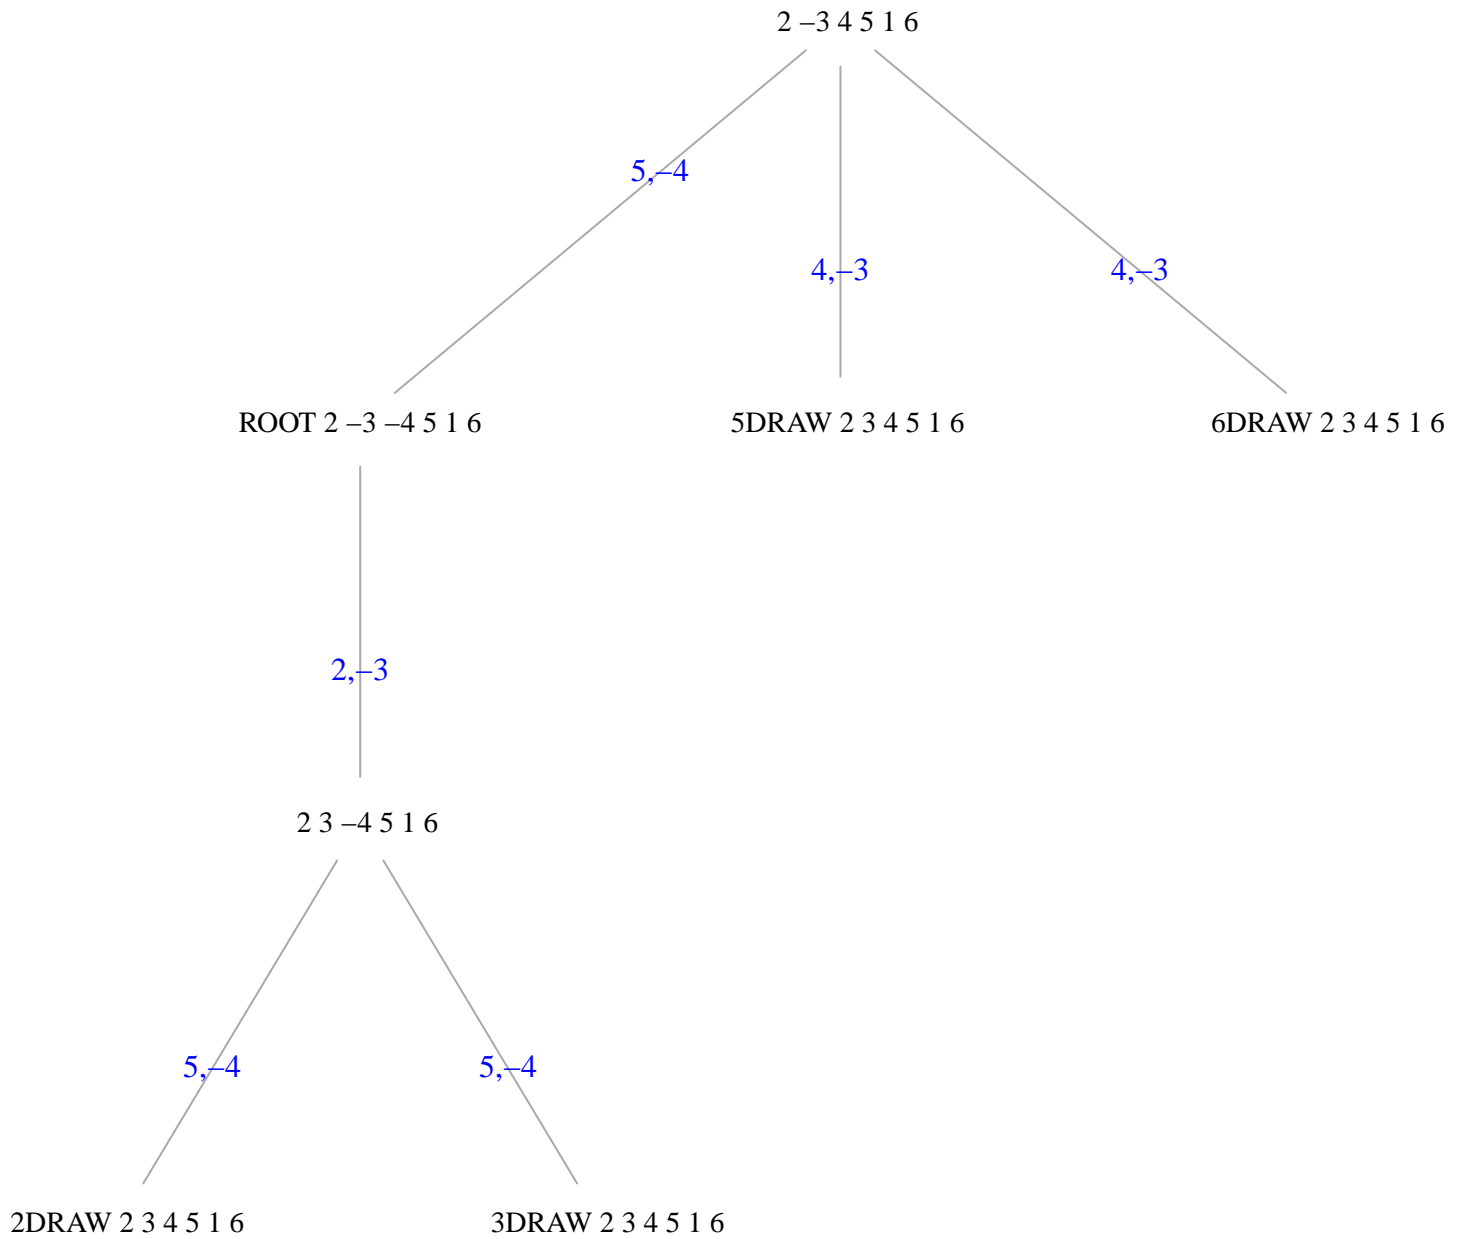 2 –3 4 5 1 6
5,–4
4,–3
4,–3
ROOT 2 –3 –4 5 1 6
5DRAW 2 3 4 5 1 6
6DRAW 2 3 4 5 1 6
2,–3
2 3 –4 5 1 6
5,–4
5,–4
2DRAW 2 3 4 5 1 6
3DRAW 2 3 4 5 1 6